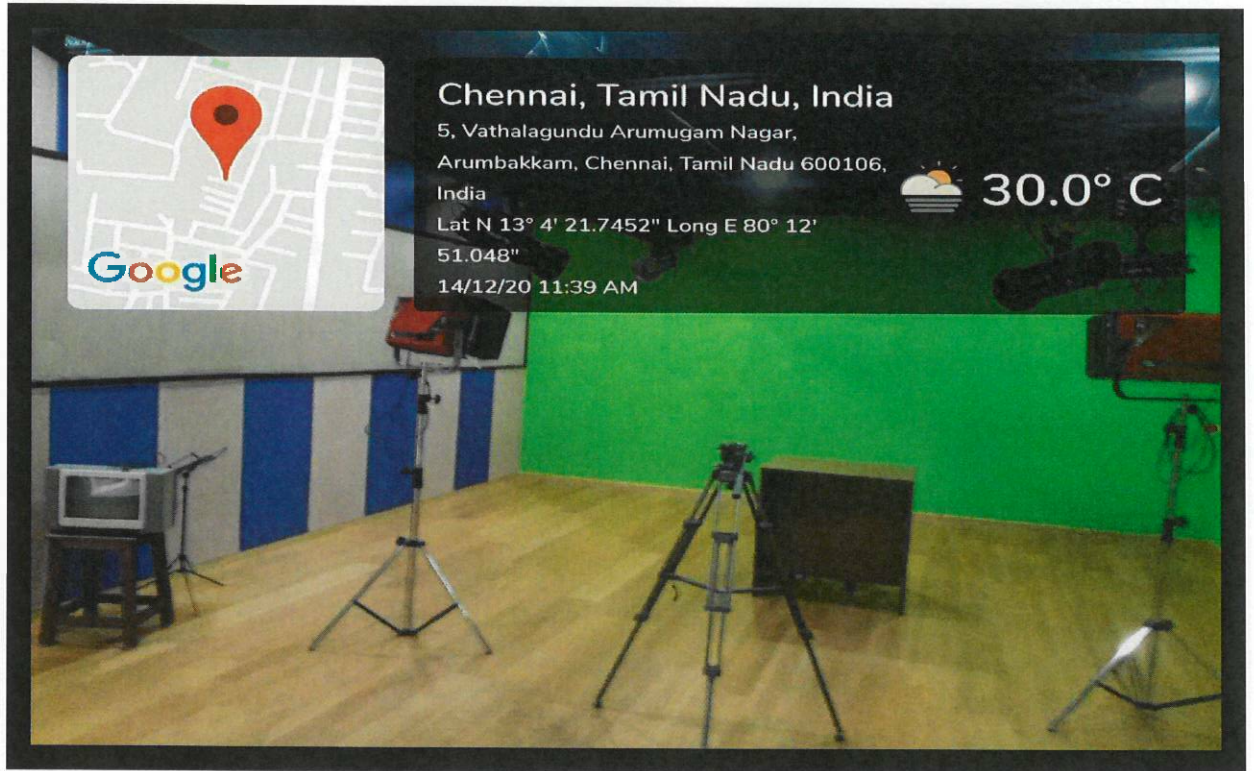 Google
Chennai, Tamil Nadu, India
5, Vathalagundu Arumugam Nagar,
Arumbakkam, Chennai, Tamil Nadu 600106,
India
Lat N 13° 4' 21.7452" Long E 80° 12'
51.048"
14/12/20 11:39 AM
30.0° C